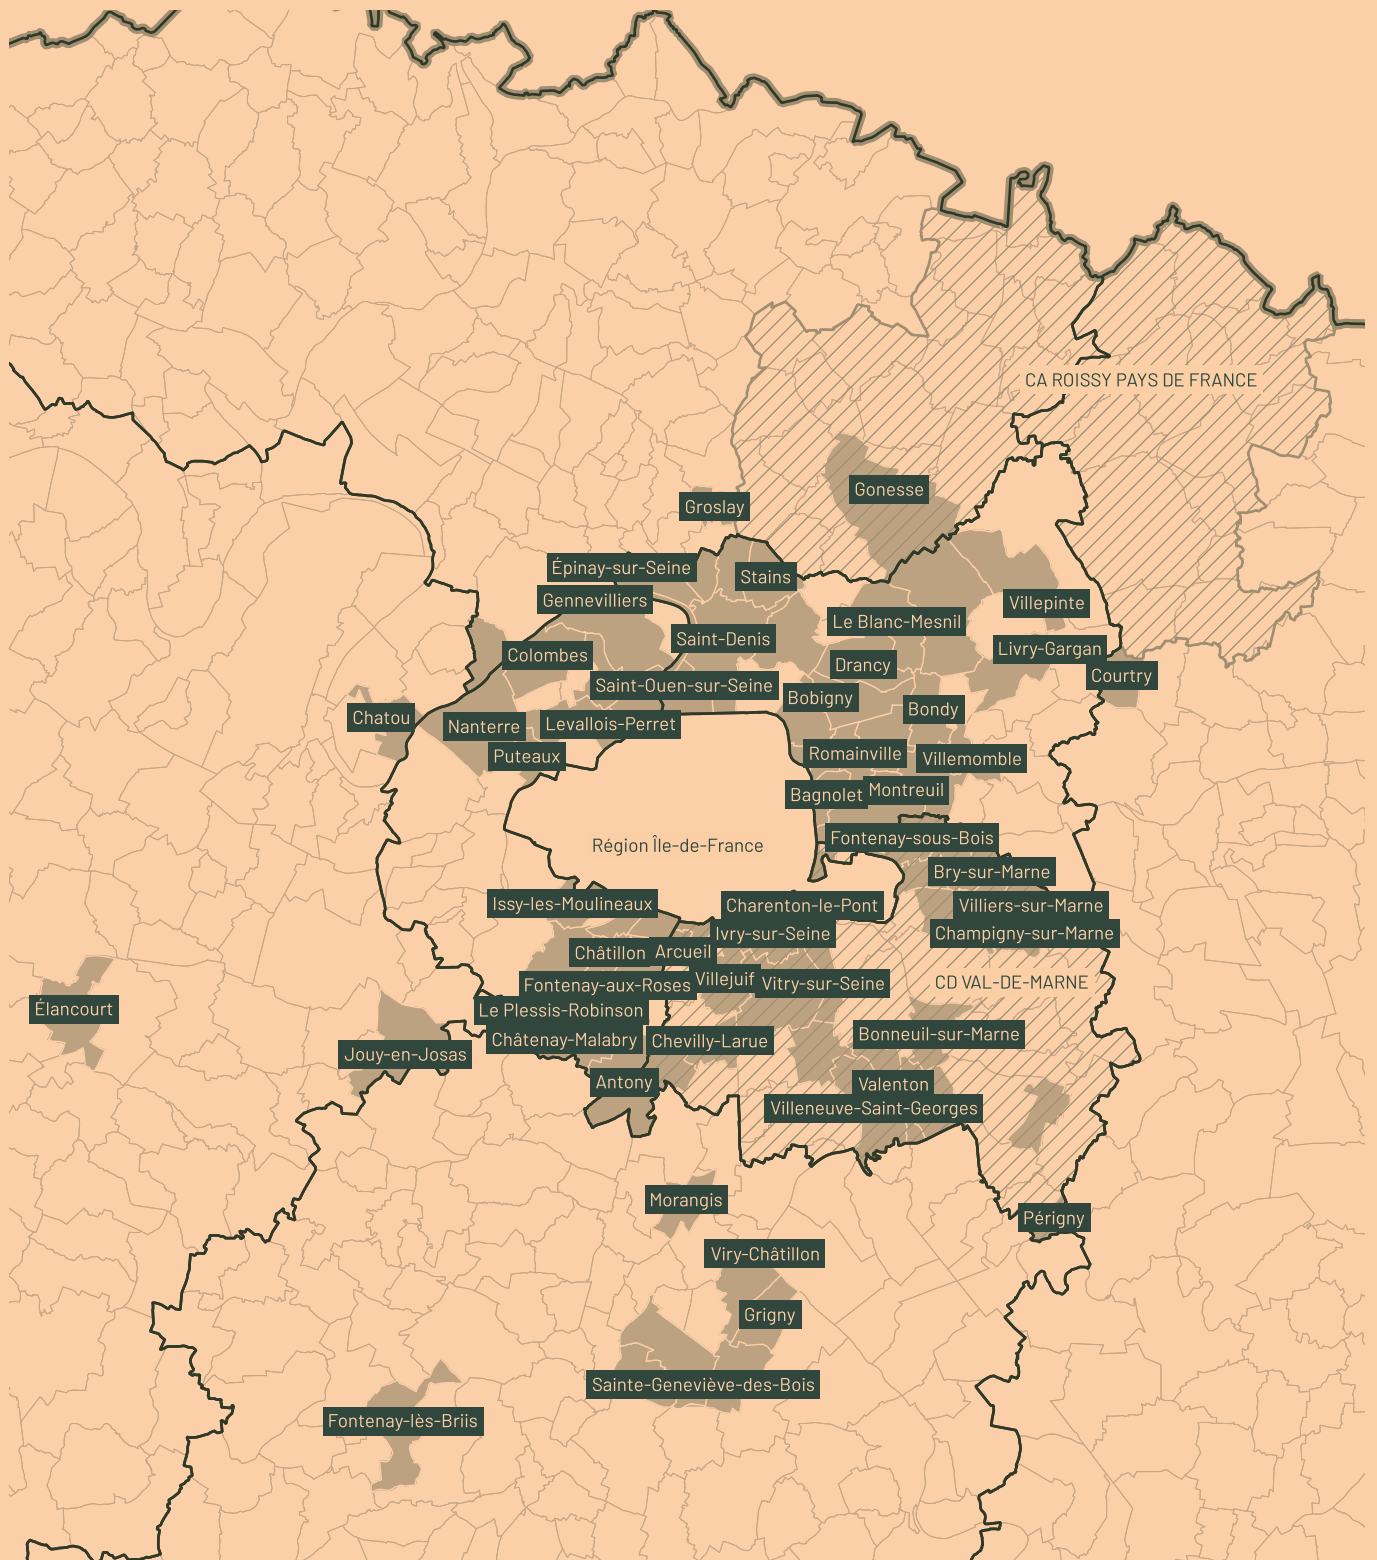 CA ROISSY PAYS DE FRANCE
Gonesse
Groslay
Épinay-sur-Seine
Stains
Gennevilliers
Villepinte
Le Blanc-Mesnil
Saint-Denis
Livry-Gargan
Colombes
Drancy
Courtry
Saint-Ouen-sur-Seine
Bobigny
Bondy
Chatou
Nanterre
Levallois-Perret
Puteaux
Romainville
Villemomble
Bagnolet
Montreuil
Région Île-de-France
Fontenay-sous-Bois
Bry-sur-Marne
Issy-les-Moulineaux
Charenton-le-Pont
Villiers-sur-Marne
Ivry-sur-Seine
Champigny-sur-Marne
Châtillon
Arcueil
Fontenay-aux-Roses
Villejuif
Vitry-sur-Seine
CD VAL-DE-MARNE
Élancourt
Le Plessis-Robinson
Châtenay-Malabry
Chevilly-Larue
Bonneuil-sur-Marne
Jouy-en-Josas
Antony
Valenton
Villeneuve-Saint-Georges
Morangis
Périgny
Viry-Châtillon
Grigny
Sainte-Geneviève-des-Bois
Fontenay-lès-Briis